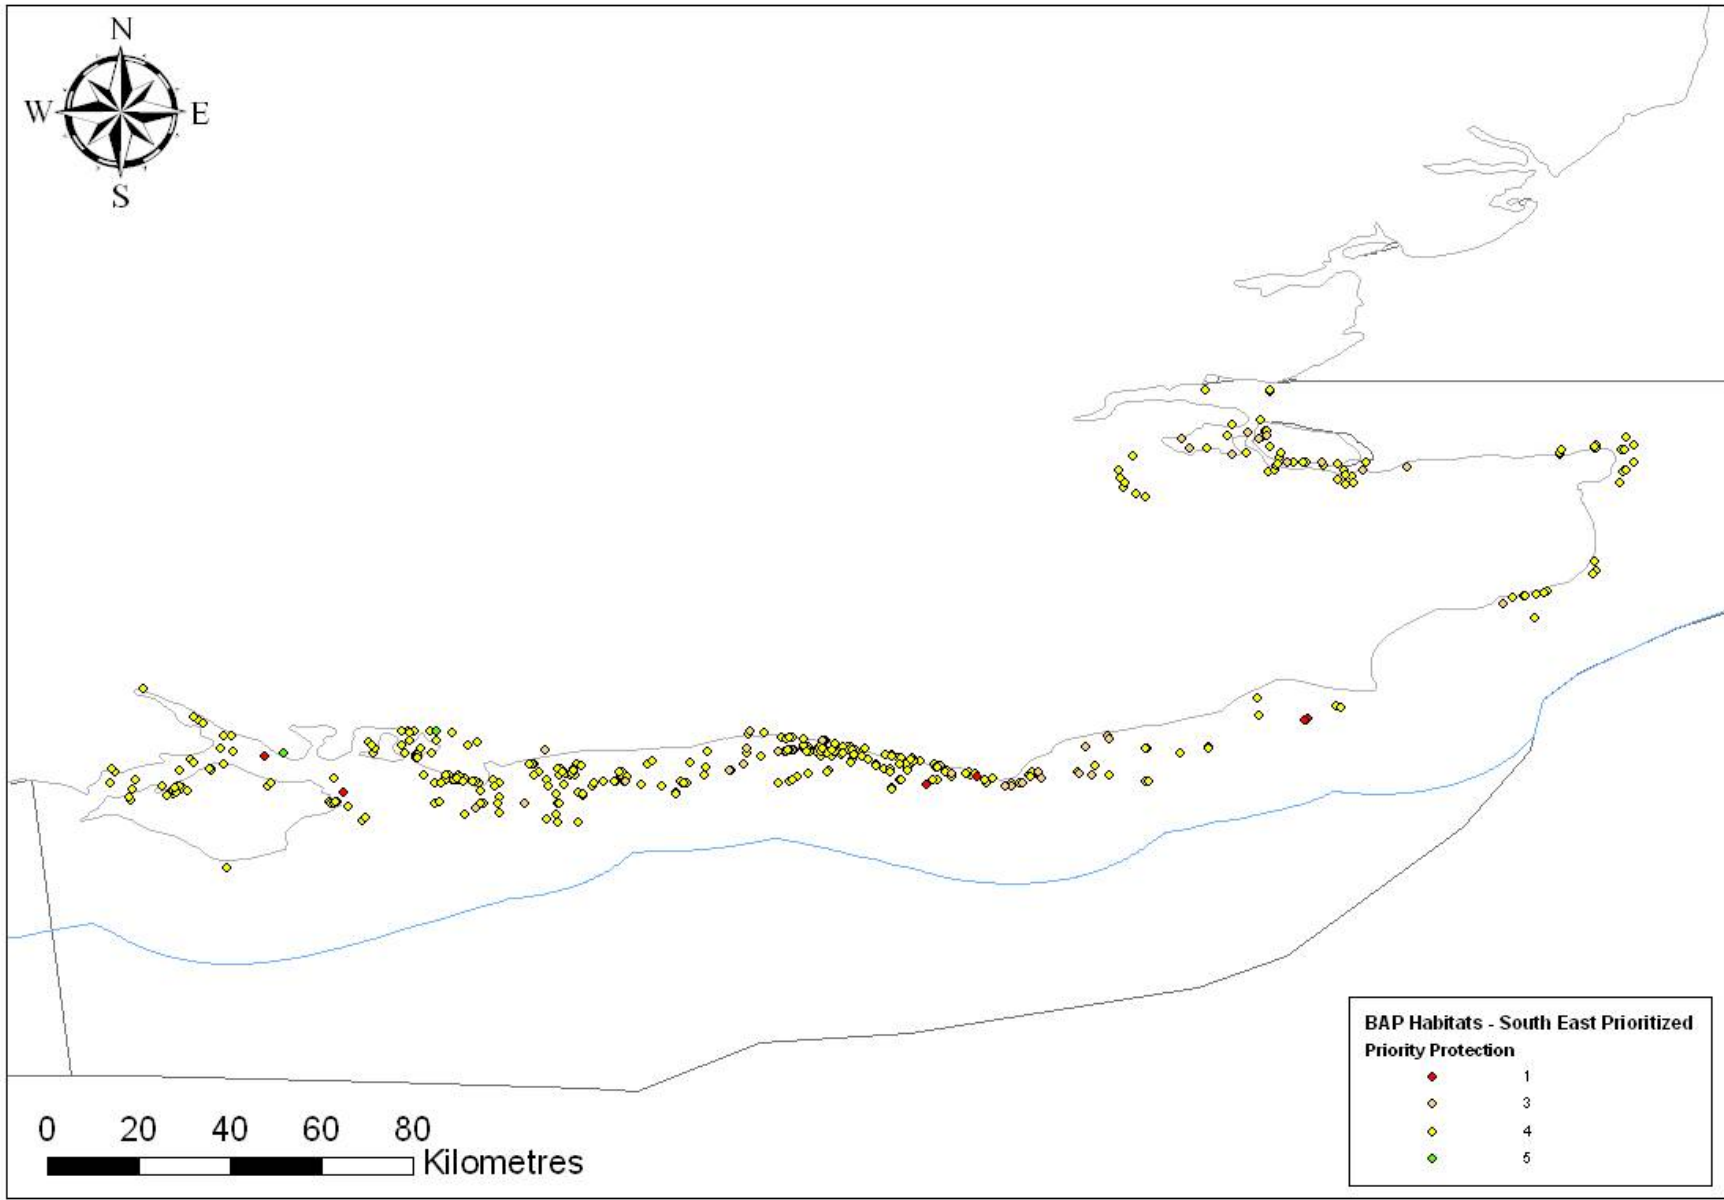 N
W E
S
BAP Habitats - South East Prioritized
Priority Protection
1
3
4
5
0 20 40 60 80
Kilometres